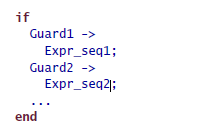 if
Guard1 ->
Expr_seq1;
Guard2 ->
Expr_seq2;
...
end